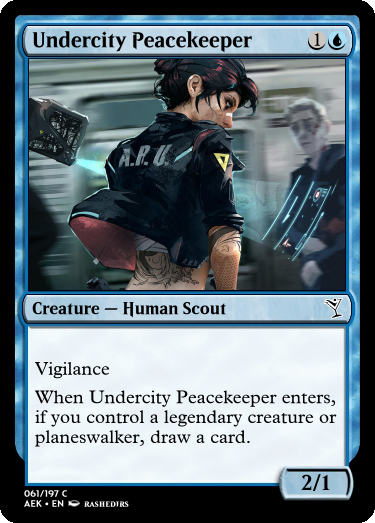 Undercity Peacekeeper 1
A.R.U.
Creature — Human Scout
Vigilance
When Undercity Peacekeeper enters,
if you control a legendary creature or
planeswalker, draw a card.
2/1
061/197 C
AEK • EN RASHEDJRS